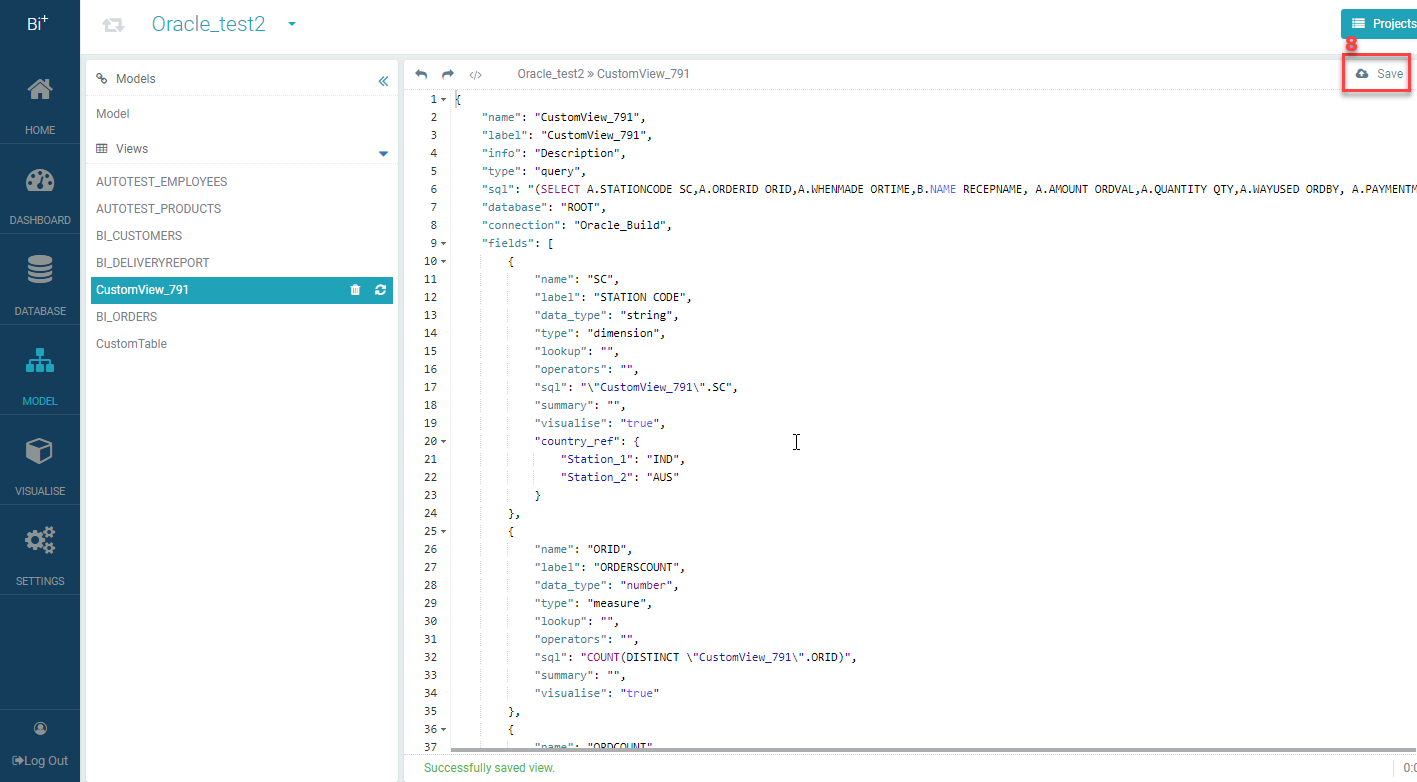 Bi+
Oracle_test2
Projects
8
Models
Oracle_test2 » CustomView_791
Save
Model
Views
AUTOTEST_EMPLOYEES
AUTOTEST_PRODUCTS
BI_CUSTOMERS
BI_DELIVERYREPORT
CustomView_791
BI_ORDERS
CustomTable
HOME
DASHBOARD
DATABASE
MODEL
VISUALISE
SETTINGS
Log Out
1 {
2 "name": "CustomView_791",
3 "label": "CustomView_791",
4 "info": "Description",
5 "type": "query",
6 "sql": "(SELECT A.STATIONCODE SC,A.ORDERID ORID,A.WHENMADE ORTIME,B.NAME RECEPNAME, A.AMOUNT ORDVAL,A.QUANTITY QTY,A.WAYUSED ORDBY, A.PAYMENTM
7 "database": "ROOT",
8 "connection": "Oracle_Build",
9 "fields": [
10 {
11 "name": "SC",
12 "label": "STATION CODE",
13 "data_type": "string",
14 "type": "dimension",
15 "lookup": "",
16 "operators": "",
17 "sql": "\"CustomView_791\".SC",
18 "summary": "",
19 "visualise": "true",
20 "country_ref": {
21 "Station_1": "IND",
22 "Station_2": "AUS"
23 }
24 },
25 {
26 "name": "ORID",
27 "label": "ORDERSCOUNT",
28 "data_type": "number",
29 "type": "measure",
30 "lookup": "",
31 "operators": "",
32 "sql": "COUNT(DISTINCT \"CustomView_791\".ORID)",
33 "summary": "",
34 "visualise": "true"
35 },
36 {
37 "name": "ORDCOUNT"
Successfully saved view.